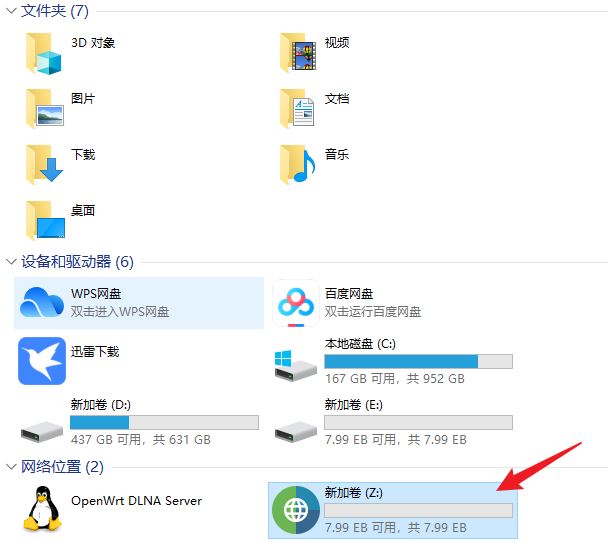 文件夹 (7)
3D 对象
视频
图片
文档
下载
音乐
桌面
设备和驱动器 (6)
WPS网盘
双击进入WPS网盘
百度网盘
双击运行百度网盘
迅雷下载
本地磁盘 (C:)
167 GB 可用，共 952 GB
新加卷 (D:)
437 GB 可用，共 631 GB
新加卷 (E:)
7.99 EB 可用，共 7.99 EB
网络位置 (2)
OpenWrt DLNA Server
新加卷 (Z:)
7.99 EB 可用，共 7.99 EB